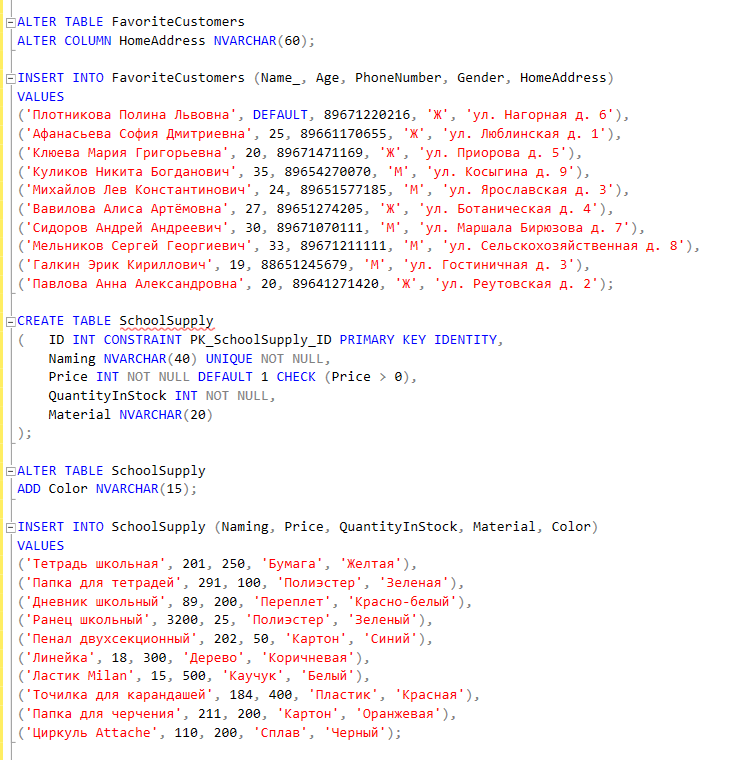 ALTER TABLE FavoriteCustomers
ALTER COLUMN HomeAddress NVARCHAR(60);
INSERT INTO FavoriteCustomers (Name_, Age, PhoneNumber, Gender, HomeAddress)
VALUES
('Плотникова Полина Львовна', DEFAULT, 89671220216, 'Ж', 'ул. Нагорная д. 6'),
('Афанасьева София Дмитриевна', 25, 89661170655, 'Ж', 'ул. Люблинская д. 1'),
('Клюева Мария Григорьевна', 20, 89671471169, 'Ж', 'ул. Приорова д. 5'),
('Куликов Никита Богданович', 35, 89654270070, 'М', 'ул. Косыгина д. 9'),
('Михайлов Лев Константинович', 24, 89651577185, 'М', 'ул. Ярославская д. 3'),
('Вавилова Алиса Артёмовна', 27, 89651274205, 'Ж', 'ул. Ботаническая д. 4'),
('Сидоров Андрей Андреевич', 30, 89671070111, 'М', 'ул. Маршала Бирюзова д. 7'),
('Мельников Сергей Георгиевич', 33, 89671211111, 'М', 'ул. Сельскохозяйственная д. 8'),
('Галкин Эрик Кириллович', 19, 88651245679, 'М', 'ул. Гостиничная д. 3'),
('Павлова Анна Александровна', 20, 89641271420, 'Ж', 'ул. Реутовская д. 2');
CREATE TABLE SchoolSupply
(   ID INT CONSTRAINT PK_SchoolSupply_ID PRIMARY KEY IDENTITY,
    Naming NVARCHAR(40) UNIQUE NOT NULL,
    Price INT NOT NULL DEFAULT 1 CHECK (Price > 0),
    QuantityInStock INT NOT NULL,
    Material NVARCHAR(20)
);
ALTER TABLE SchoolSupply
ADD Color NVARCHAR(15);
INSERT INTO SchoolSupply (Naming, Price, QuantityInStock, Material, Color)
VALUES
('Тетрадь школьная', 201, 250, 'Бумага', 'Желтая'),
('Папка для тетрадей', 291, 100, 'Полиэстер', 'Зеленая'),
('Дневник школьный', 89, 200, 'Переплет', 'Красно-белый'),
('Ранец школьный', 3200, 25, 'Полиэстер', 'Зеленый'),
('Пенал двухсекционный', 202, 50, 'Картон', 'Синий'),
('Линейка', 18, 300, 'Дерево', 'Коричневая'),
('Ластик Milan', 15, 500, 'Каучук', 'Белый'),
('Точилка для карандашей', 184, 400, 'Пластик', 'Красная'),
('Папка для черчения', 211, 200, 'Картон', 'Оранжевая'),
('Циркуль Attache', 110, 200, 'Сплав', 'Черный');